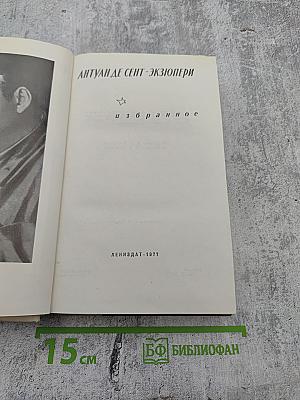 АНТУАН ДЕ СЕНТ-ЭКЗЮПЕРИ
избранное
ЛЕНИЗДАТ·1971
15 см
БФ БИБЛИОФАН